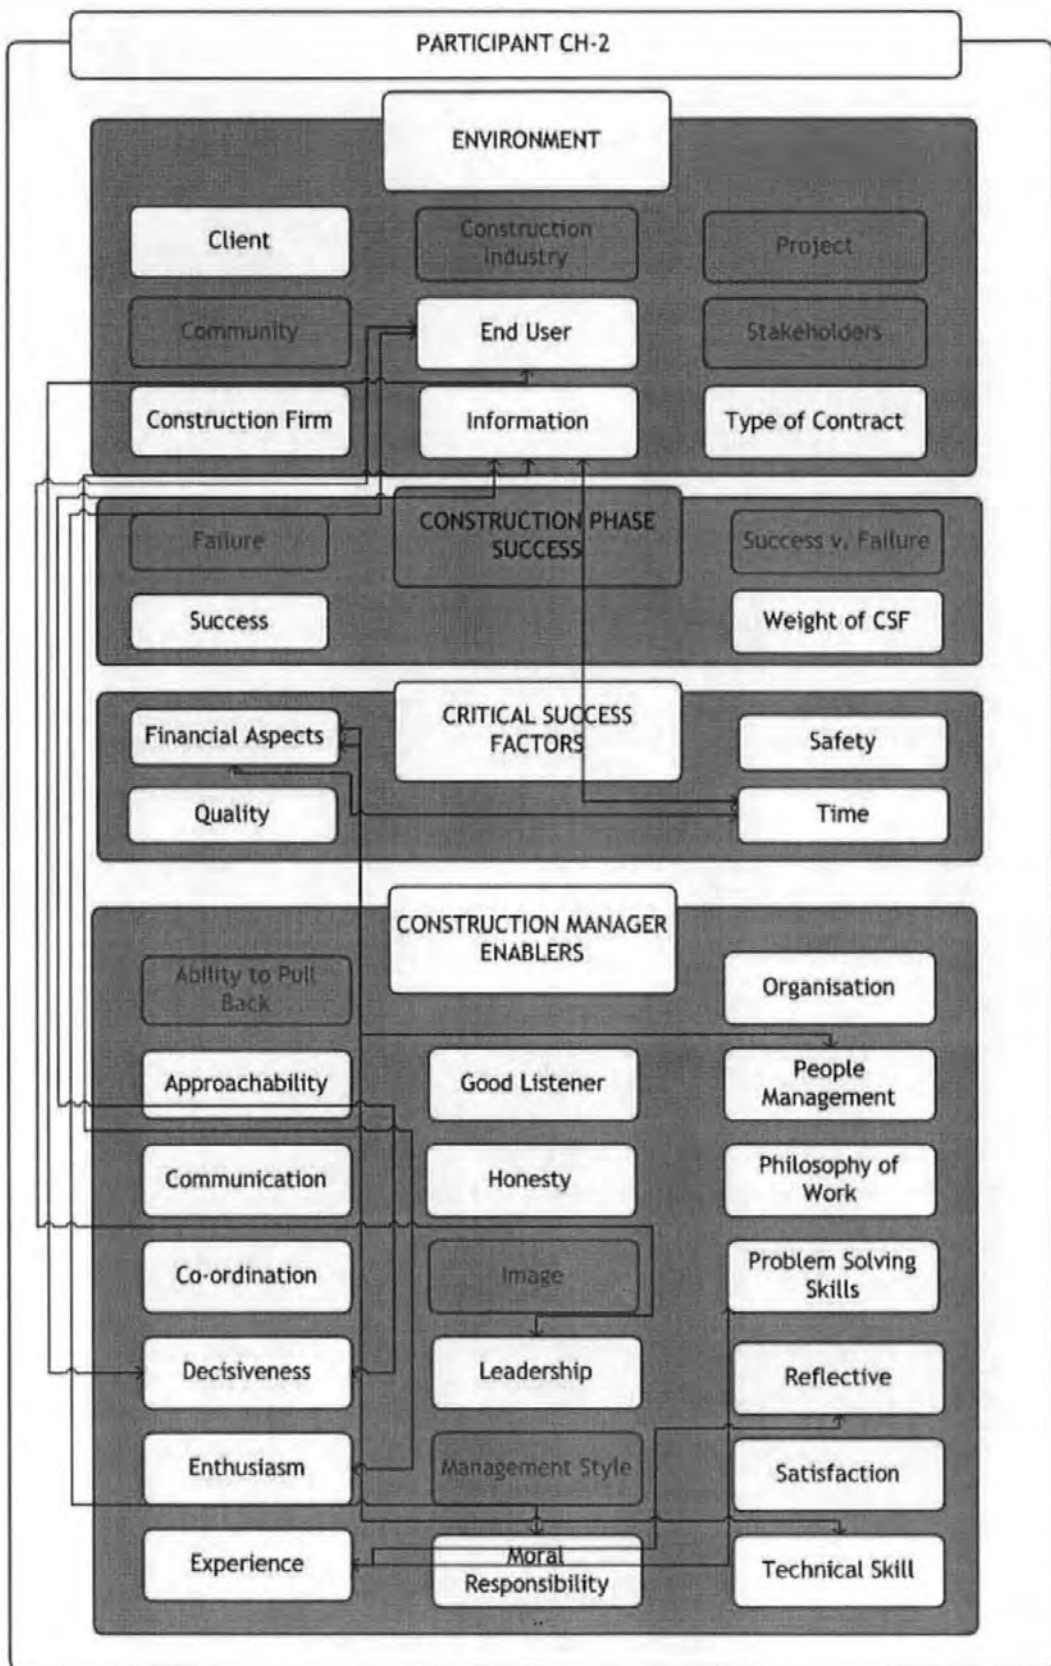 PARTICIPANT CH-2
ENVIRONMENT
Client
Construction
Industry
Project
Community
End User
Stakeholders
Construction Firm
Information
Type of Contract
CONSTRUCTION PHASE
SUCCESS
Failure
Success v. Failure
Success
Weight of CSF
CRITICAL SUCCESS
FACTORS
Financial Aspects
Safety
Quality
Time
CONSTRUCTION MANAGER
ENABLERS
Ability to Pull
Back
Organisation
Approachability
Good Listener
People
Management
Communication
Honesty
Philosophy of
Work
Co-ordination
Image
Problem Solving
Skills
Decisiveness
Leadership
Reflective
Enthusiasm
Management Style
Satisfaction
Experience
Moral
Responsibility
Technical Skill